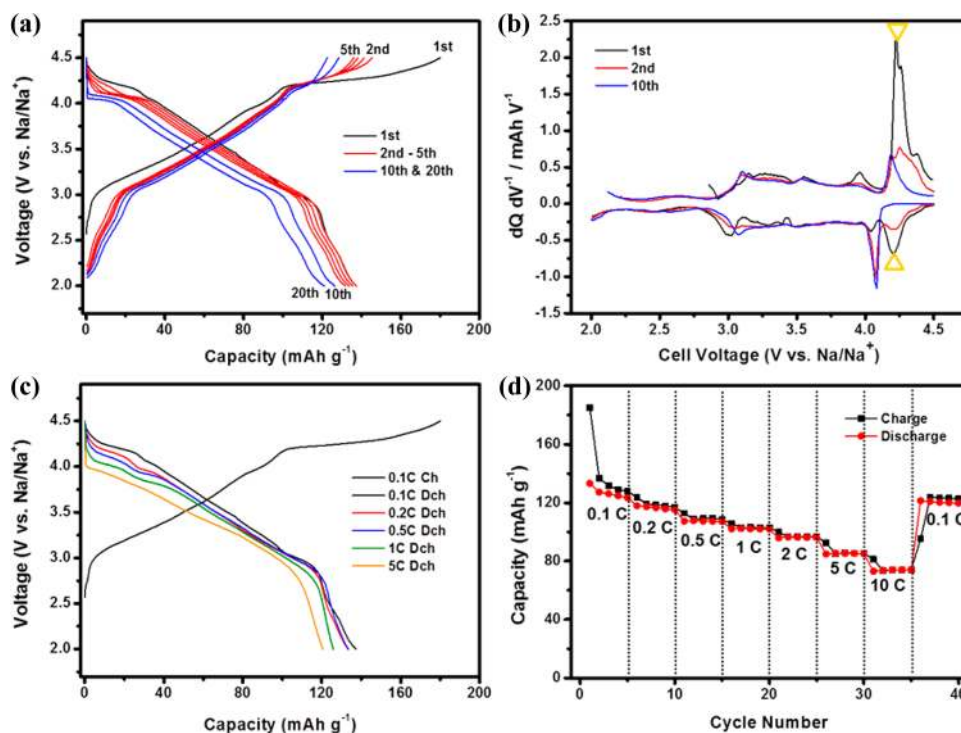 (a)
5th 2nd 1st
1st
2nd - 5th
10th & 20th
20th 10th
4.5
4.0
3.5
3.0
2.5
2.0
0 40 80 120 160 200
Voltage (V vs. Na/Na+)
Capacity (mAh g-1)
(b)
1st
2nd
10th
2.5
2.0
1.5
1.0
0.5
0.0
-0.5
-1.0
-1.5
2.0 2.5 3.0 3.5 4.0 4.5
dQ dV-1 / mAh V-1
Cell Voltage (V vs. Na/Na+)
(c)
0.1C Ch
0.1C Dch
0.2C Dch
0.5C Dch
1C Dch
5C Dch
4.5
4.0
3.5
3.0
2.5
2.0
0 40 80 120 160 200
Voltage (V vs. Na/Na+)
Capacity (mAh g-1)
(d)
Charge
Discharge
0.1 C 0.2 C 0.5 C 1 C 2 C 5 C 10 C 0.1 C
200
160
120
80
40
0
0 10 20 30 40
Capacity (mAh g-1)
Cycle Number